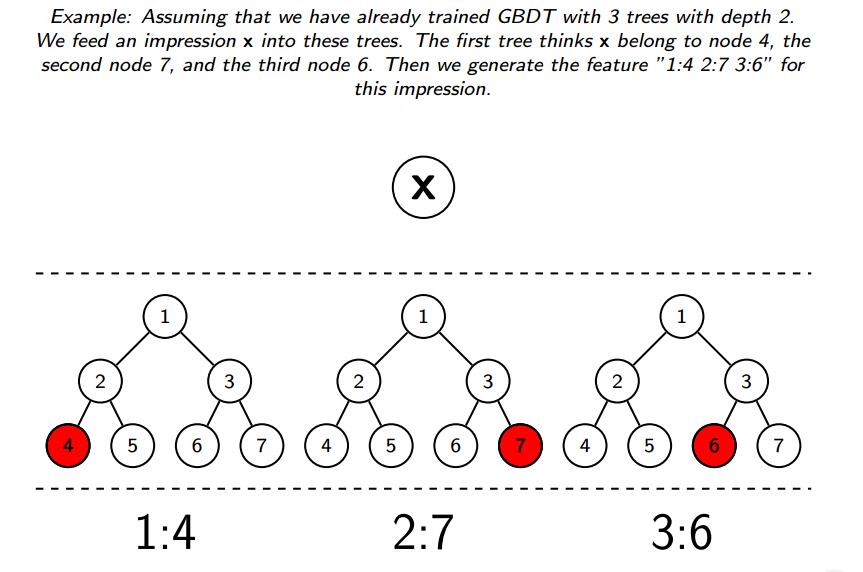 Example: Assuming that we have already trained GBDT with 3 trees with depth 2.
We feed an impression x into these trees. The first tree thinks x belong to node 4, the
second node 7, and the third node 6. Then we generate the feature "1:4 2:7 3:6" for
this impression.
x
1 1 1
2 3 2 3 2 3
4 5 6 7 4 5 6 7 4 5 6 7
1:4 2:7 3:6